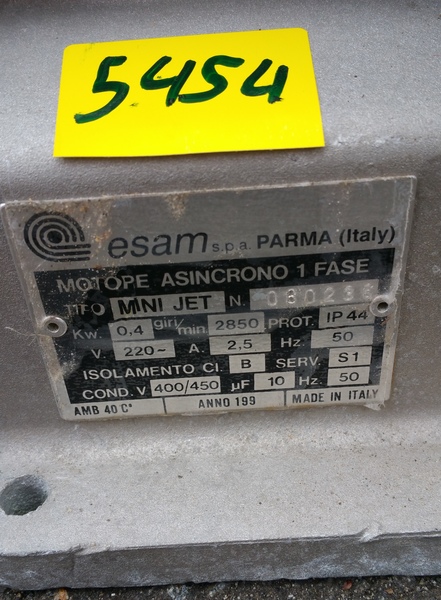 5454
esam s.p.a. PARMA (Italy)
MOTOPE ASINCRONO 1 FASE
TIFO MINI JET N.
Kw. 0,4 giri/min. 2850 PROT. IP 44
V. 220~ A. 2,5 Hz. 50
ISOLAMENTO Cl. B SERV. S1
COND. V 400/450 µF 10 Hz. 50
AMB 40 C° ANNO 199 MADE IN ITALY